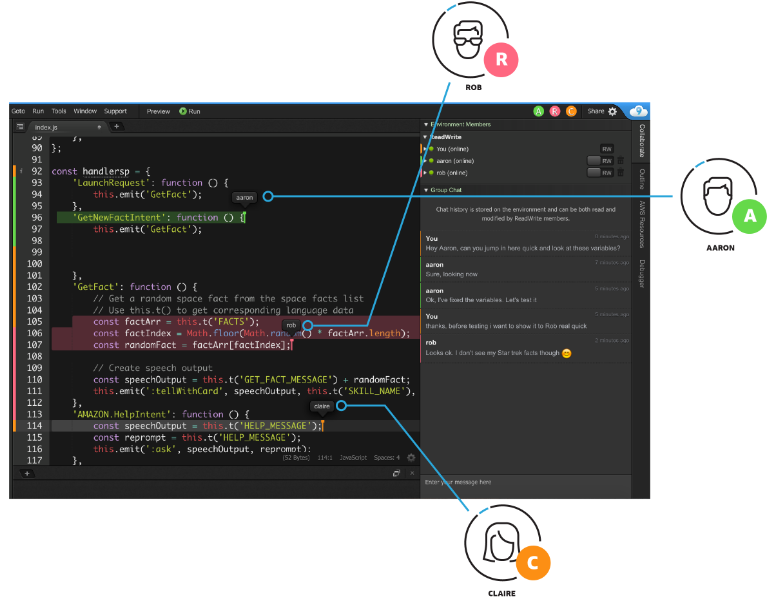 R
ROB
Goto Run Tools Window Support Preview Run
A R C Share
index.js
Environment Members
89 },
90 };
91
92 const handlersp = {
93 'LaunchRequest': function () {
94 this.emit('GetFact');
95 },
96 'GetNewFactIntent': function () {
97 this.emit('GetFact');
98 },
99
100
101 },
102 'GetFact': function () {
103 // Get a random space fact from the space facts list
104 // Use this.t() to get corresponding language data
105 const factArr = this.t('FACTS');
106 const factIndex = Math.floor(Math.random() * factArr.length);
107 const randomFact = factArr[factIndex];
108
109 // Create speech output
110 const speechOutput = this.t('GET_FACT_MESSAGE') + randomFact;
111 this.emit(':tellWithCard', speechOutput, this.t('SKILL_NAME'),
112 },
113 'AMAZON.HelpIntent': function () {
114 const speechOutput = this.t('HELP_MESSAGE');
115 const reprompt = this.t('HELP_MESSAGE');
116 this.emit(':ask', speechOutput, reprompt);
117 },
aaron
rob
claire
(52 Bytes) 114:1 JavaScript Spaces: 4
ReadWrite
You (online) RW
aaron (online) RW
rob (online) RW
Group Chat
Chat history is stored on the environment and can be both read and
modified by ReadWrite members.
You
minutes ago
Hey Aaron, can you jump in here quick and look at these variables?
aaron
minutes ago
Sure, looking now
aaron
minutes ago
Ok, I've fixed the variables. Let's test it
You
minutes ago
thanks, before testing i want to show it to Rob real quick
rob
minutes ago
Looks ok. I don't see my Star trek facts though 😊
Enter your message here
Collaborate
Outline
AWS Resources
Debugger
A
AARON
C
CLAIRE